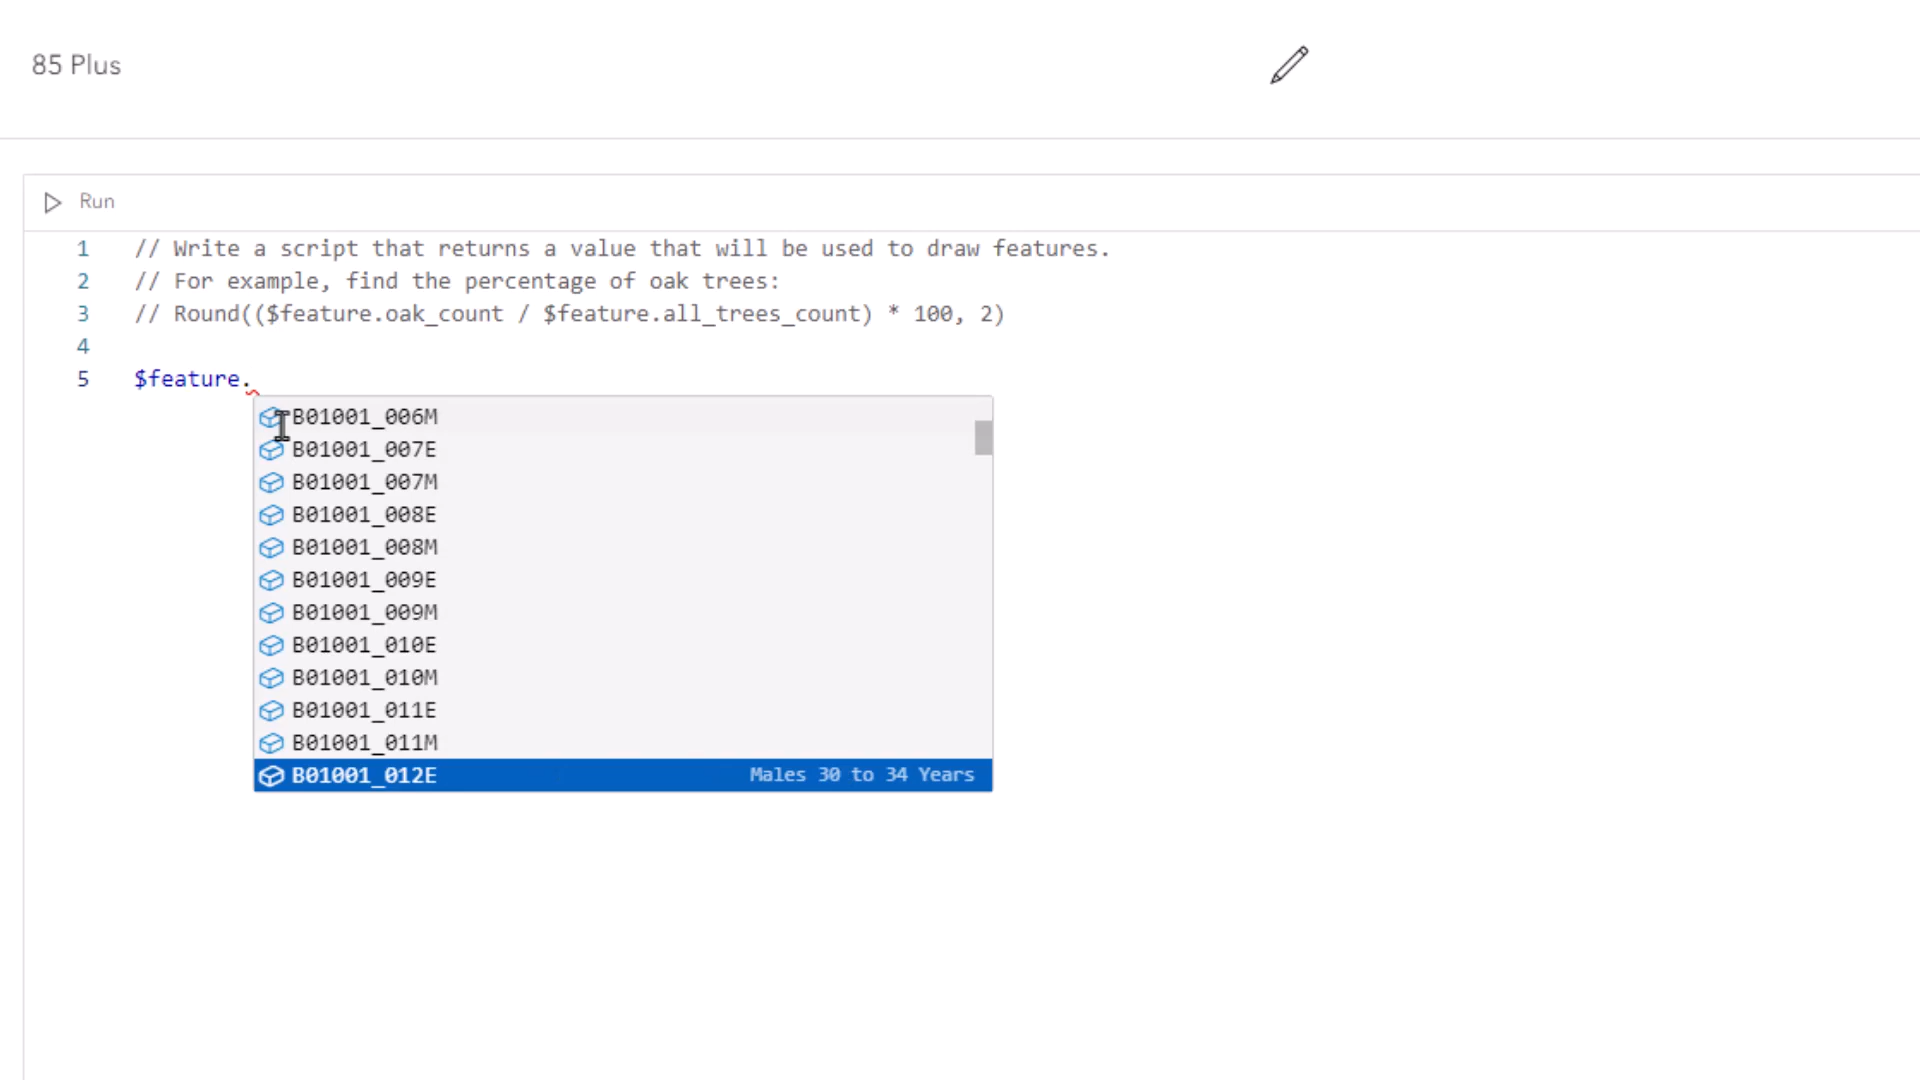 85 Plus
Run
1 // Write a script that returns a value that will be used to draw features.
2 // For example, find the percentage of oak trees:
3 // Round(($feature.oak_count / $feature.all_trees_count) * 100, 2)
4
5 $feature.
B01001_006M
B01001_007E
B01001_007M
B01001_008E
B01001_008M
B01001_009E
B01001_009M
B01001_010E
B01001_010M
B01001_011E
B01001_011M
B01001_012E Males 30 to 34 Years